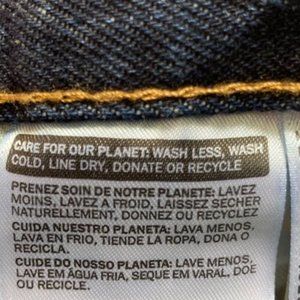 CARE FOR OUR PLANET: WASH LESS, WASH
COLD, LINE DRY, DONATE OR RECYCLE
PRENEZ SOIN DE NOTRE PLANETE: LAVEZ
MOINS, LAVEZ A FROID, LAISSEZ SECHER
NATURELLEMENT, DONNEZ OU RECYCLEZ
CUIDA NUESTRO PLANETA: LAVA MENOS,
LAVA EN FRIO, TIENDE LA ROPA, DONA O
RECICLA.
CUIDE DO NOSSO PLANETA: LAVE MENOS,
LAVE EM ÁGUA FRIA, SEQUE EM VARAL, DOE
OU RECICLE.